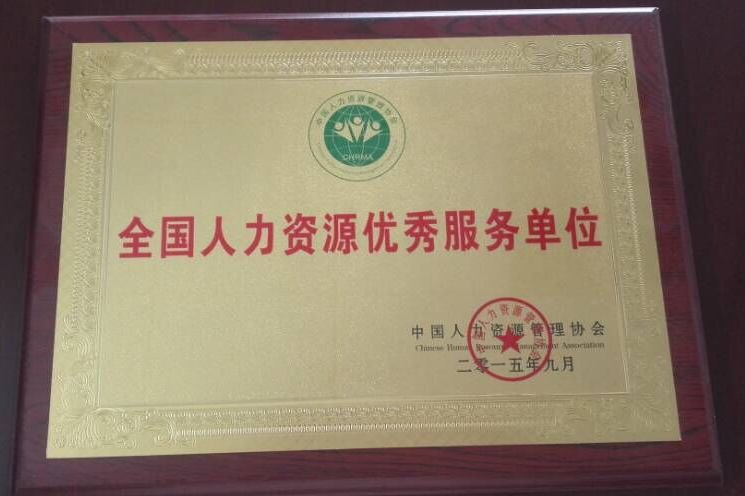 中国人力资源管理协会
CHRMA
全国人力资源优秀服务单位
中国人力资源管理协会
Chinese Human Resource Management Association
二零一五年九月